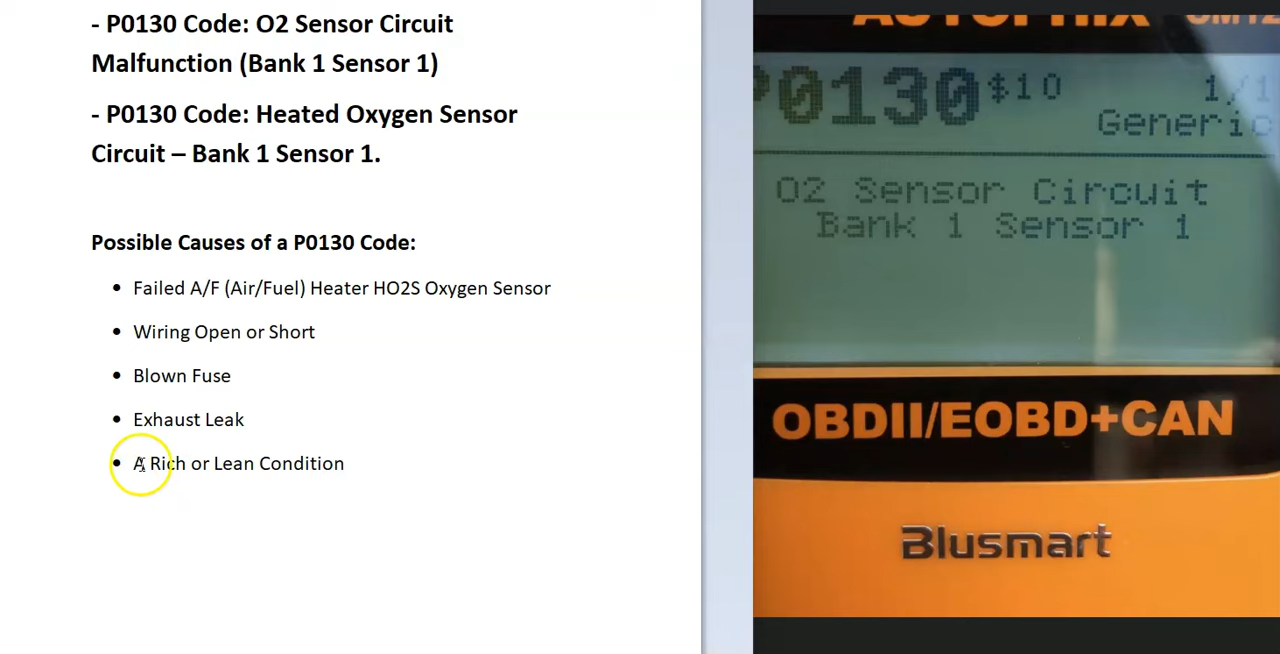 - P0130 Code: O2 Sensor Circuit
Malfunction (Bank 1 Sensor 1)
- P0130 Code: Heated Oxygen Sensor
Circuit – Bank 1 Sensor 1.
Possible Causes of a P0130 Code:
• Failed A/F (Air/Fuel) Heater HO2S Oxygen Sensor
• Wiring Open or Short
• Blown Fuse
• Exhaust Leak
• A Rich or Lean Condition
AUTOPHIX
P0130 $10 1/1
Generic
O2 Sensor Circuit
Bank 1 Sensor 1
OBDII/EOBD+CAN
Blusmart